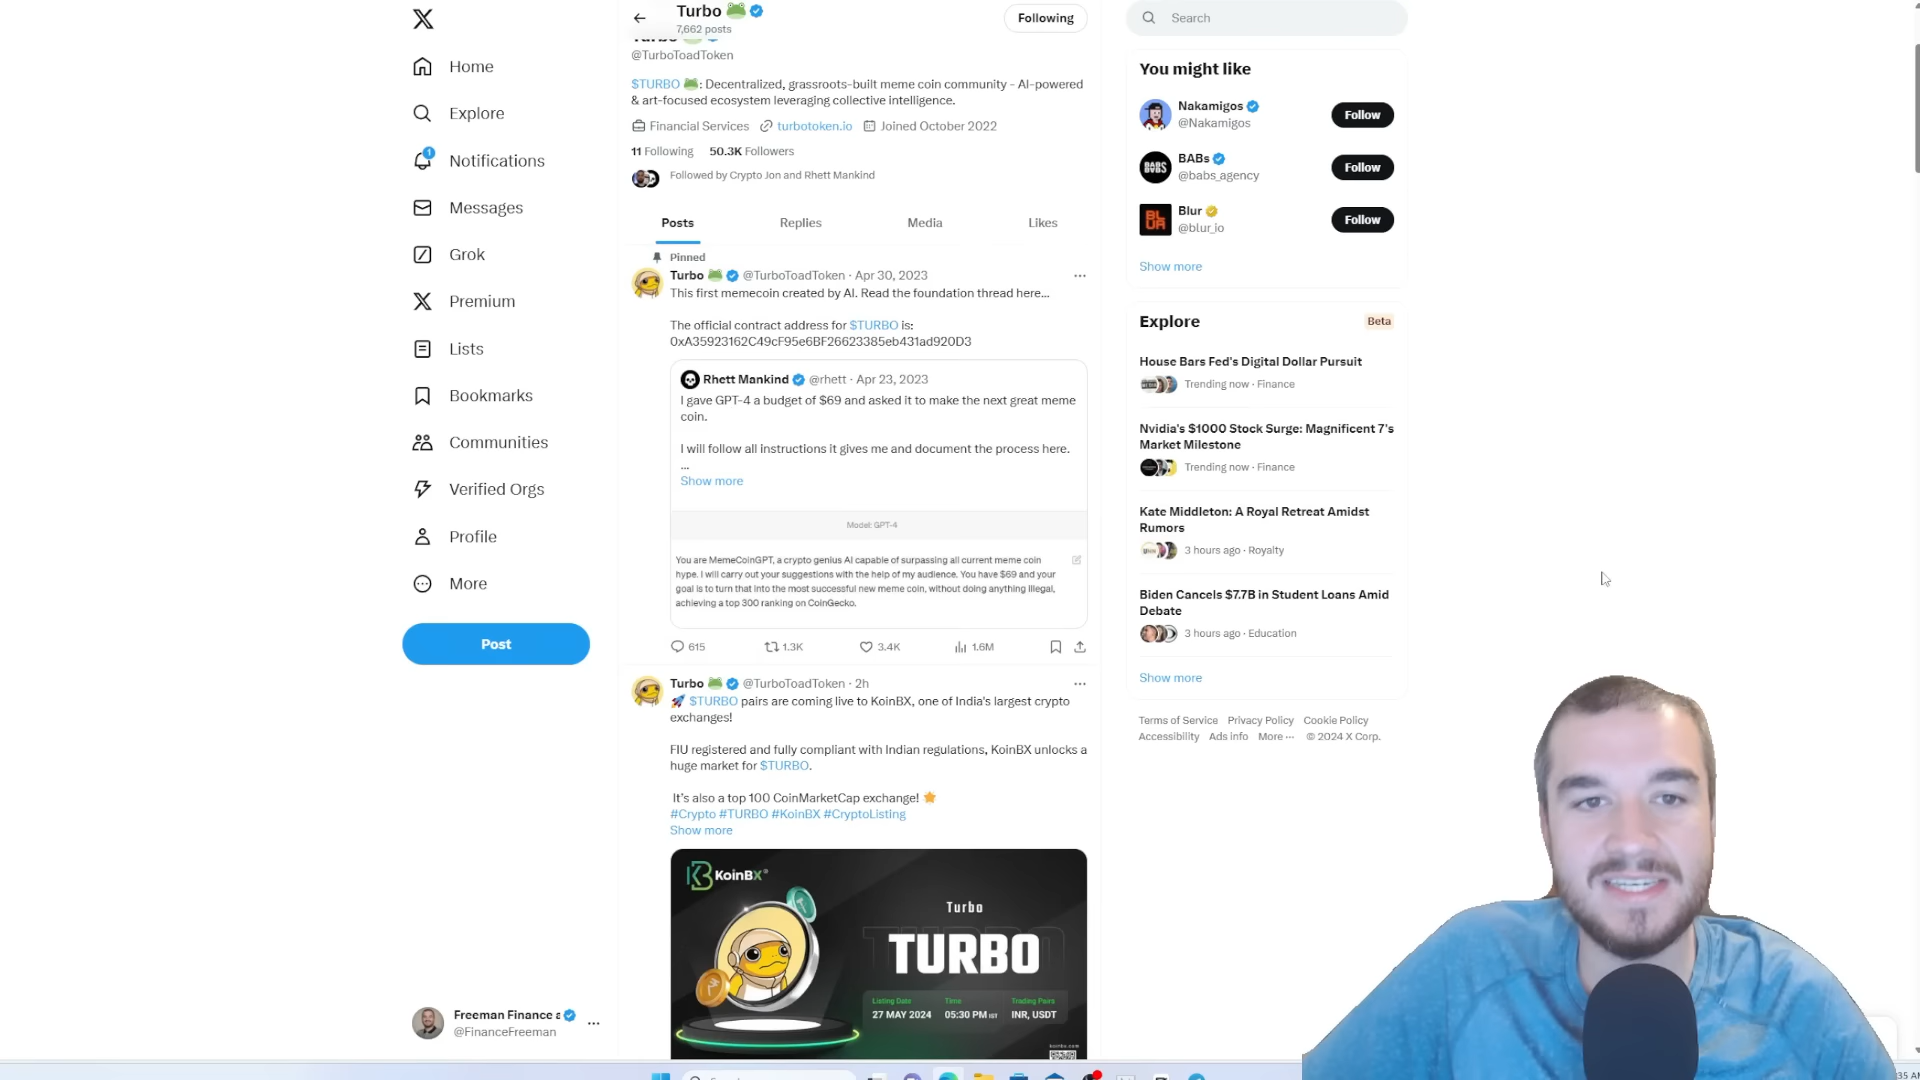 Home
Explore
1
Notifications
Messages
Grok
Premium
Lists
Bookmarks
Communities
Verified Orgs
Profile
More
Post
Freeman Finance
@FinanceFreeman
Turbo
7,662 posts
Following
@TurboToadToken
$TURBO : Decentralized, grassroots-built meme coin community - AI-powered
& art-focused ecosystem leveraging collective intelligence.
Financial Services turbotoken.io Joined October 2022
11 Following 50.3K Followers
Followed by Crypto Jon and Rhett Mankind
Posts Replies Media Likes
Pinned
Turbo @TurboToadToken · Apr 30, 2023
This first memecoin created by AI. Read the foundation thread here...
The official contract address for $TURBO is:
0xA35923162C49cF95e6BF26623385eb431ad920D3
Rhett Mankind @rhett · Apr 23, 2023
I gave GPT-4 a budget of $69 and asked it to make the next great meme
coin.
I will follow all instructions it gives me and document the process here.
...
Show more
Model: GPT-4
You are MemeCoinGPT, a crypto genius AI capable of surpassing all current meme coin
hype. I will carry out your suggestions with the help of my audience. You have $69 and your
goal is to turn that into the most successful new meme coin, without doing anything illegal,
achieving a top 300 ranking on CoinGecko.
615 1.3K 3.4K 1.6M
Turbo @TurboToadToken · 2h
$TURBO pairs are coming live to KoinBX, one of India's largest crypto
exchanges!
FIU registered and fully compliant with Indian regulations, KoinBX unlocks a
huge market for $TURBO.
It's also a top 100 CoinMarketCap exchange!
#Crypto #TURBO #KoinBX #CryptoListing
Show more
KoinBX
Turbo
TURBO
Listing Date Time Trading Pairs
27 MAY 2024 05:30 PM IST INR, USDT
Search
You might like
Nakamigos
@Nakamigos
Follow
BABs
@babs_agency
Follow
Blur
@blur_io
Follow
Show more
Explore Beta
House Bars Fed's Digital Dollar Pursuit
Trending now · Finance
Nvidia's $1000 Stock Surge: Magnificent 7's
Market Milestone
Trending now · Finance
Kate Middleton: A Royal Retreat Amidst
Rumors
3 hours ago · Royalty
Biden Cancels $7.7B in Student Loans Amid
Debate
3 hours ago · Education
Show more
Terms of Service Privacy Policy Cookie Policy
Accessibility Ads info More ··· © 2024 X Corp.